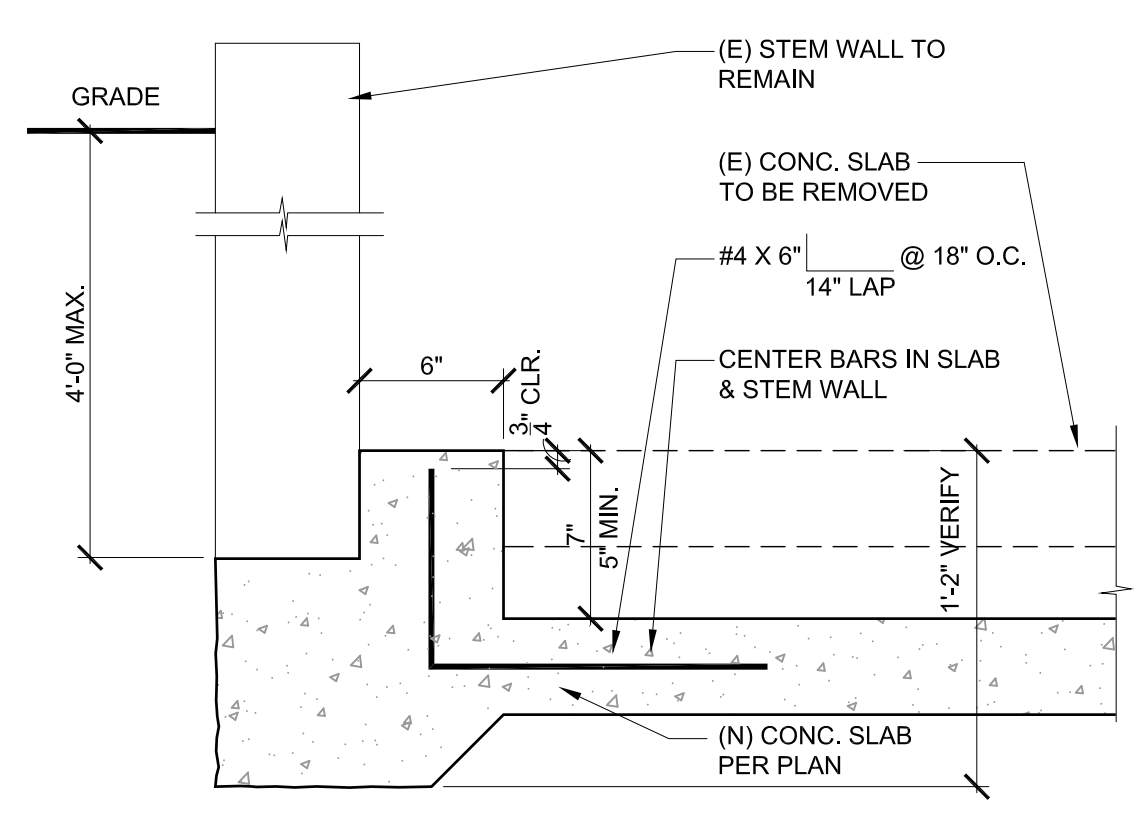 (E) STEM WALL TO
REMAIN
GRADE
(E) CONC. SLAB
TO BE REMOVED
#4 X 6" @ 18" O.C.
14" LAP
4'-0" MAX.
6"
3/4" CLR.
CENTER BARS IN SLAB
& STEM WALL
7"
5" MIN.
1'-2" VERIFY
(N) CONC. SLAB
PER PLAN